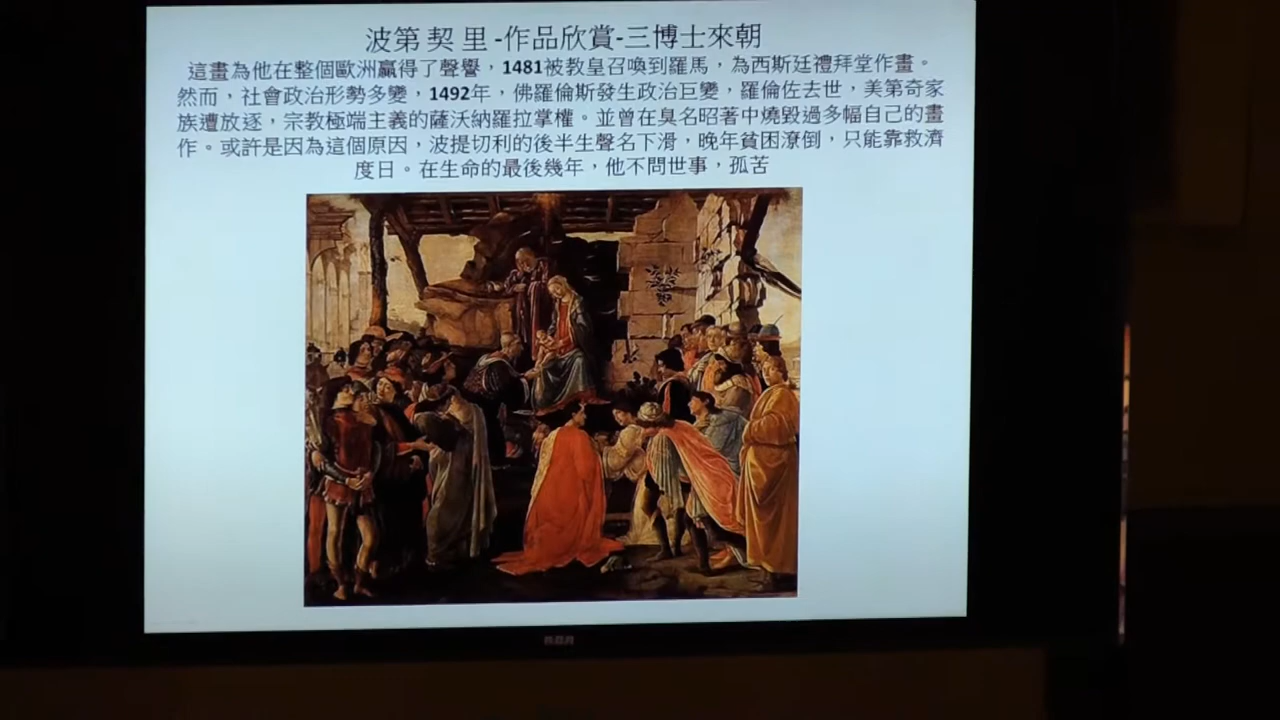 波第 契 里 -作品欣賞-三博士來朝
這畫為他在整個歐洲贏得了聲譽，1481被教皇召喚到羅馬，為西斯廷禮拜堂作畫。
然而，社會政治形勢多變，1492年，佛羅倫斯發生政治巨變，羅倫佐去世，美第奇家
族遭放逐，宗教極端主義的薩沃納羅拉掌權。並曾在臭名昭著中燒毀過多幅自己的畫
作。或許是因為這個原因，波提切利的後半生聲名下滑，晚年貧困潦倒，只能靠救濟
度日。在生命的最後幾年，他不問世事，孤苦